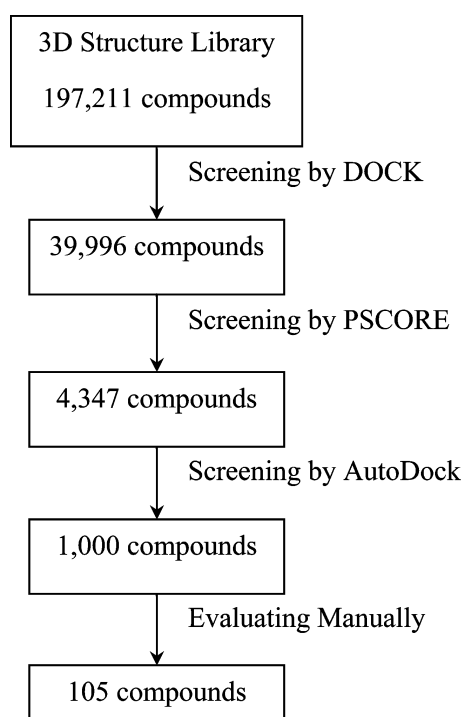 3D Structure Library
197,211 compounds
Screening by DOCK
39,996 compounds
Screening by PSCORE
4,347 compounds
Screening by AutoDock
1,000 compounds
Evaluating Manually
105 compounds